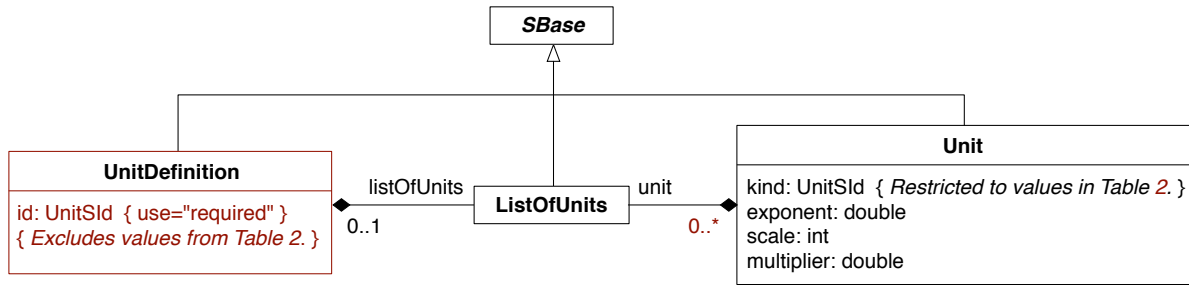 SBase
UnitDefinition
id: UnitSId { use="required" }
{ Excludes values from Table 2. }
listOfUnits
0..1
ListOfUnits
unit
0..*
Unit
kind: UnitSId { Restricted to values in Table 2. }
exponent: double
scale: int
multiplier: double